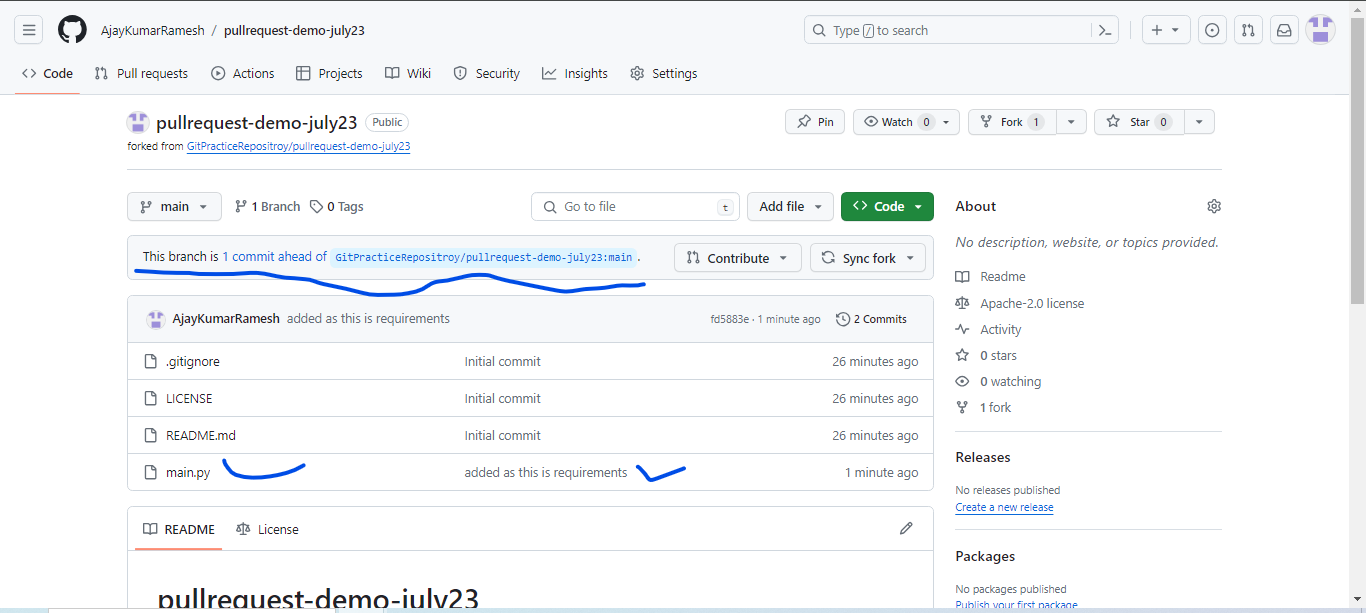 AjayKumarRamesh / pullrequest-demo-july23
Type / to search
Code Pull requests Actions Projects Wiki Security Insights Settings
pullrequest-demo-july23 Public
forked from GitPracticeRepositroy/pullrequest-demo-july23
Pin Watch 0 Fork 1 Star 0
main 1 Branch 0 Tags Go to file t Add file Code
This branch is 1 commit ahead of GitPracticeRepositroy/pullrequest-demo-july23:main .
Contribute Sync fork
AjayKumarRamesh added as this is requirements fd5883e · 1 minute ago 2 Commits
.gitignore Initial commit 26 minutes ago
LICENSE Initial commit 26 minutes ago
README.md Initial commit 26 minutes ago
main.py added as this is requirements 1 minute ago
README License
pullrequest-demo-july23
About
No description, website, or topics provided.
Readme
Apache-2.0 license
Activity
0 stars
0 watching
1 fork
Releases
No releases published
Create a new release
Packages
No packages published
Publish your first package